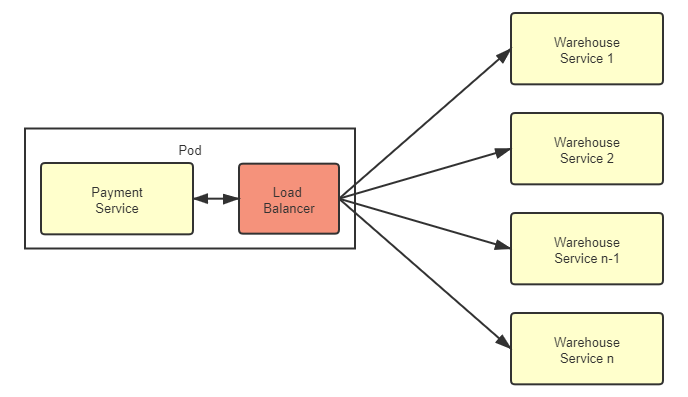 Warehouse
Service 1
Warehouse
Service 2
Pod
Payment
Service
Load
Balancer
Warehouse
Service n-1
Warehouse
Service n